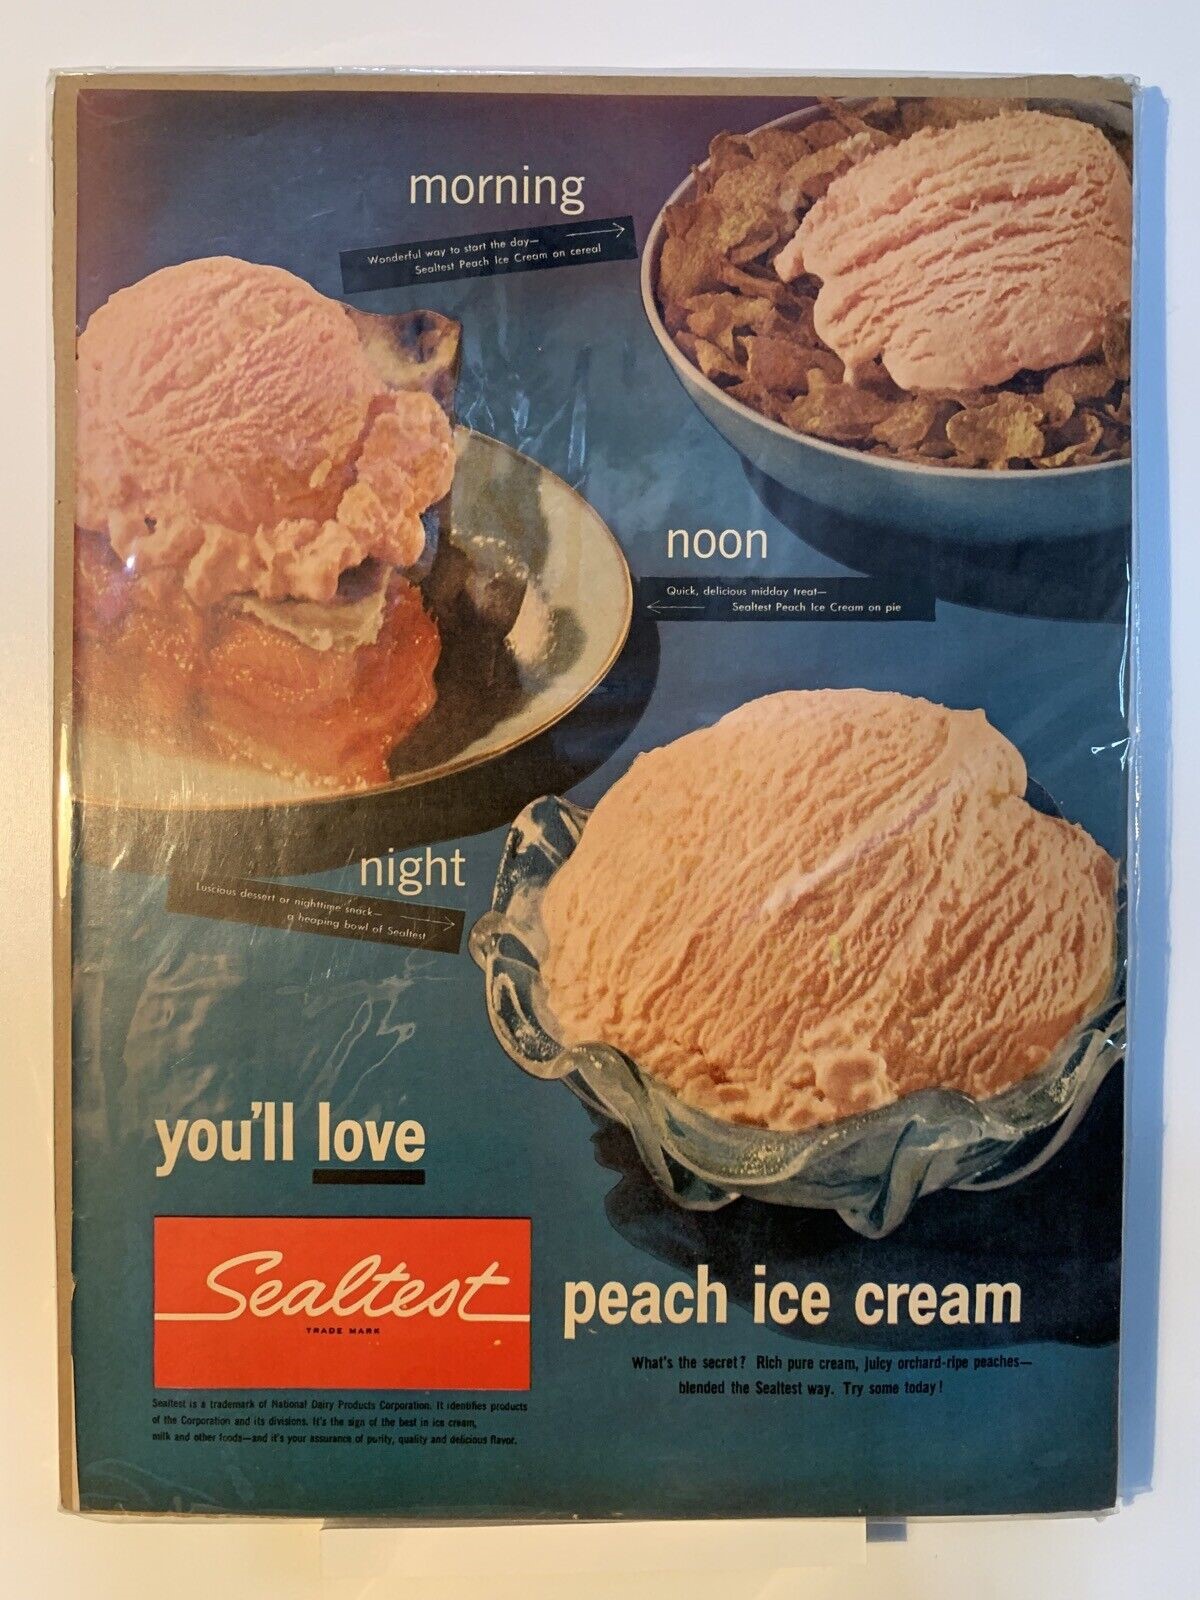 morning
Wonderful way to start the day—
Sealtest Peach Ice Cream on cereal
noon
Quick, delicious midday treat—
Sealtest Peach Ice Cream on pie
night
Luscious dessert or nighttime snack—
a heaping bowl of Sealtest
you'll love
Sealtest
TRADE MARK
peach ice cream
What's the secret? Rich pure cream, juicy orchard-ripe peaches—
blended the Sealtest way. Try some today!
Sealtest is a trademark of National Dairy Products Corporation. It identifies products
of the Corporation and its divisions. It's the sign of the best in ice cream,
milk and other foods—and it's your assurance of purity, quality and delicious flavor.